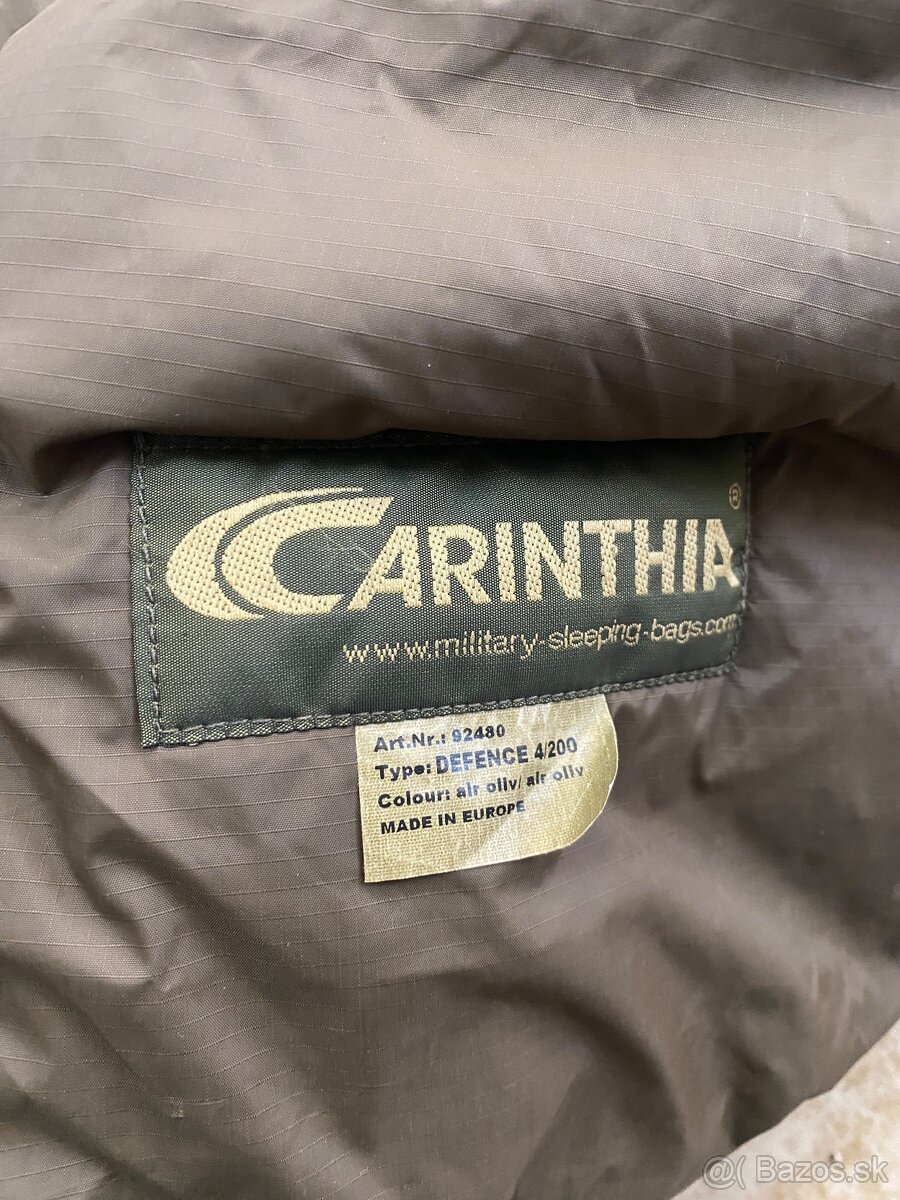 CARINTHIA®
www.military-sleeping-bags.com
Art.Nr.: 92480
Type: DEFENCE 4/200
Colour: air oliv/ air oliv
MADE IN EUROPE
@( Bazos.sk